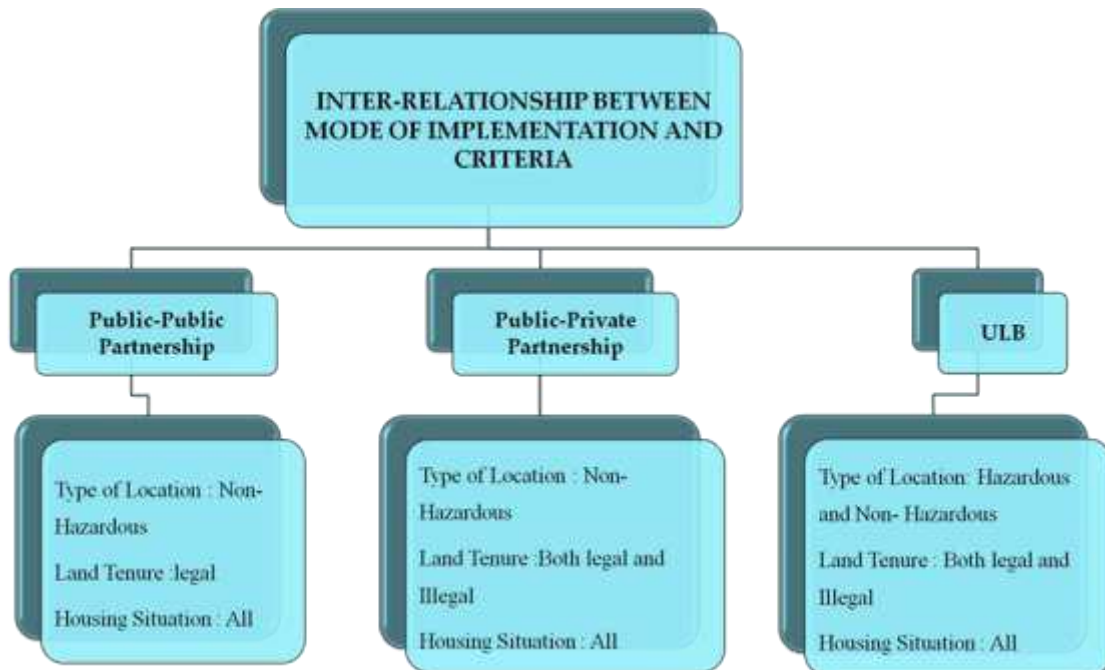 INTER-RELATIONSHIP BETWEEN
MODE OF IMPLEMENTATION AND
CRITERIA
Public-Public
Partnership
Public-Private
Partnership
ULB
Type of Location : Non-
Hazardous
Land Tenure :legal
Housing Situation : All
Type of Location : Non-
Hazardous
Land Tenure :Both legal and
Illegal
Housing Situation : All
Type of Location: Hazardous
and Non- Hazardous
Land Tenure : Both legal and
Illegal
Housing Situation : All